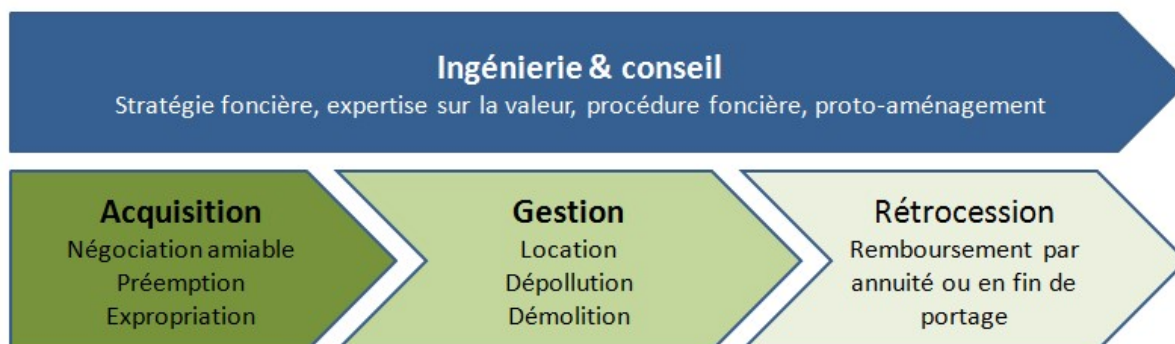 Ingénierie & conseil
Stratégie foncière, expertise sur la valeur, procédure foncière, proto-aménagement
Acquisition
Négociation amiable
Préemption
Expropriation
Gestion
Location
Dépollution
Démolition
Rétrocession
Remboursement par
annuité ou en fin de
portage